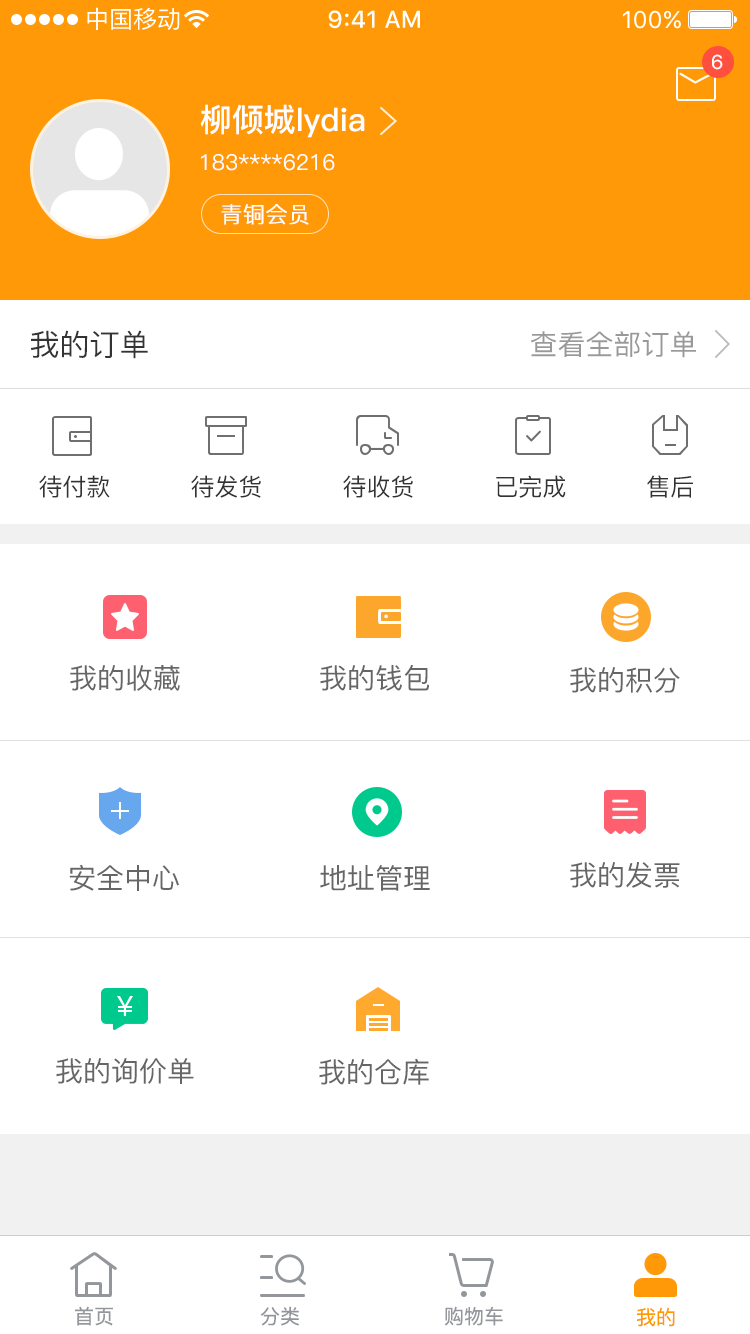 中国移动 9:41 AM 100%
6
柳倾城lydia
183****6216
青铜会员
我的订单 查看全部订单
待付款 待发货 待收货 已完成 售后
我的收藏 我的钱包 我的积分
安全中心 地址管理 我的发票
¥
我的询价单 我的仓库
首页 分类 购物车 我的